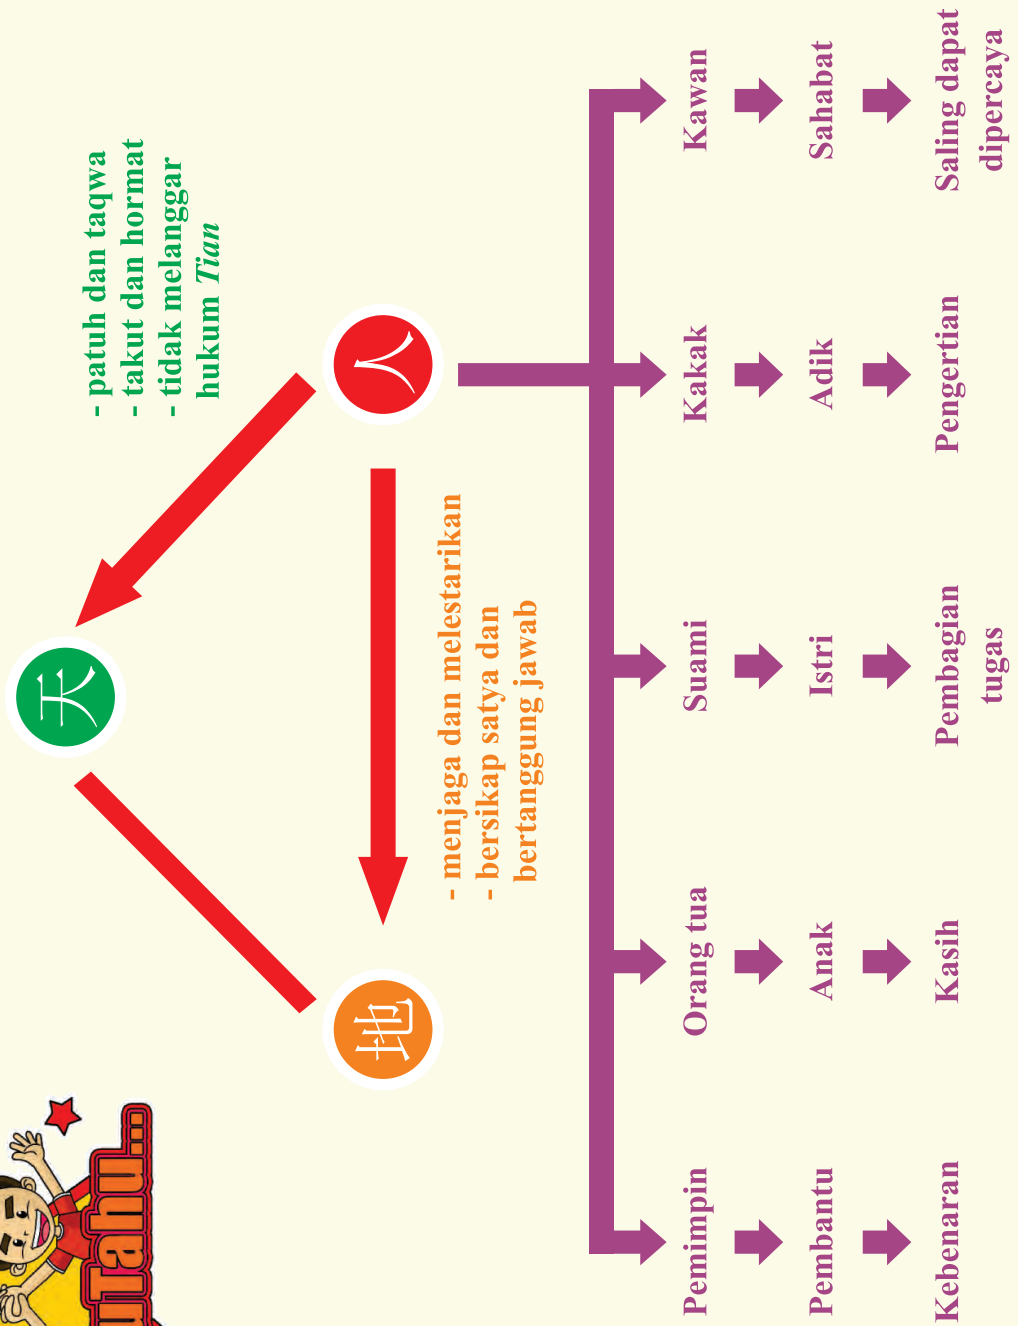 uTahu...
天
- patuh dan taqwa
- takut dan hormat
- tidak melanggar
hukum Tian
地
人
- menjaga dan melestarikan
- bersikap satya dan
bertanggung jawab
Pemimpin
Orang tua
Suami
Kakak
Kawan
Pembantu
Anak
Istri
Adik
Sahabat
Kebenaran
Kasih
Pembagian
tugas
Pengertian
Saling dapat
dipercaya